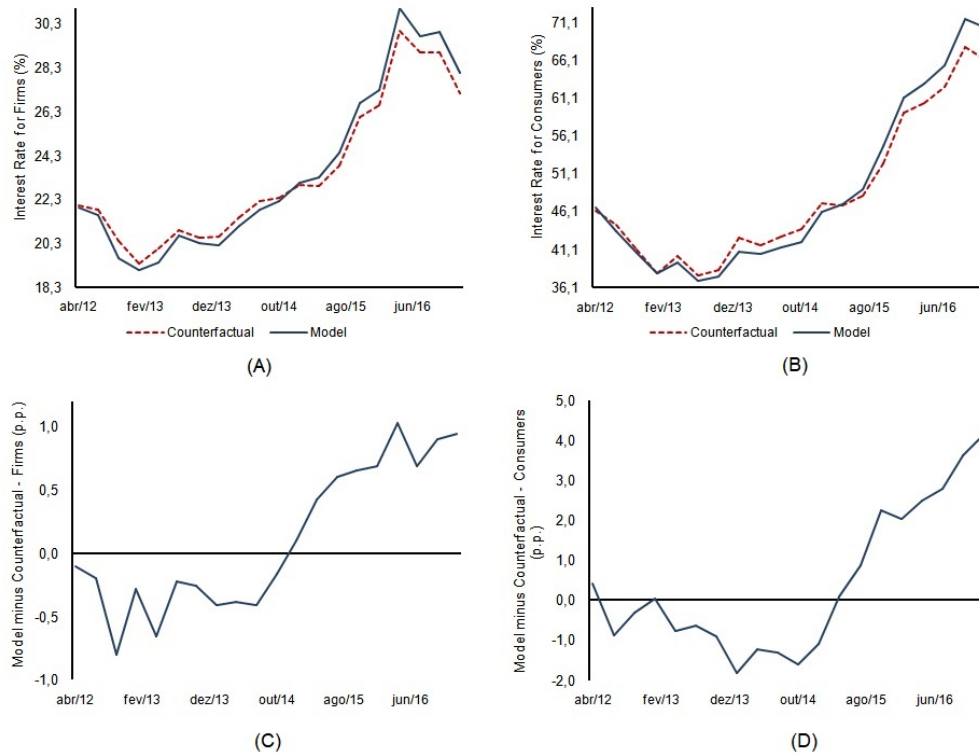 Interest Rate for Firms (%)
30,3
28,3
26,3
24,3
22,3
20,3
18,3
abr/12 fev/13 dez/13 out/14 ago/15 jun/16
Counterfactual Model
(A)
Interest Rate for Consumers (%)
71,1
66,1
61,1
56,1
51,1
46,1
41,1
36,1
abr/12 fev/13 dez/13 out/14 ago/15 jun/16
Counterfactual Model
(B)
Model minus Counterfactual - Firms (p.p.)
1,0
0,5
0,0
-0,5
-1,0
abr/12 fev/13 dez/13 out/14 ago/15 jun/16
(C)
Model minus Counterfactual - Consumers
(p.p.)
5,0
4,0
3,0
2,0
1,0
0,0
-1,0
-2,0
abr/12 fev/13 dez/13 out/14 ago/15 jun/16
(D)